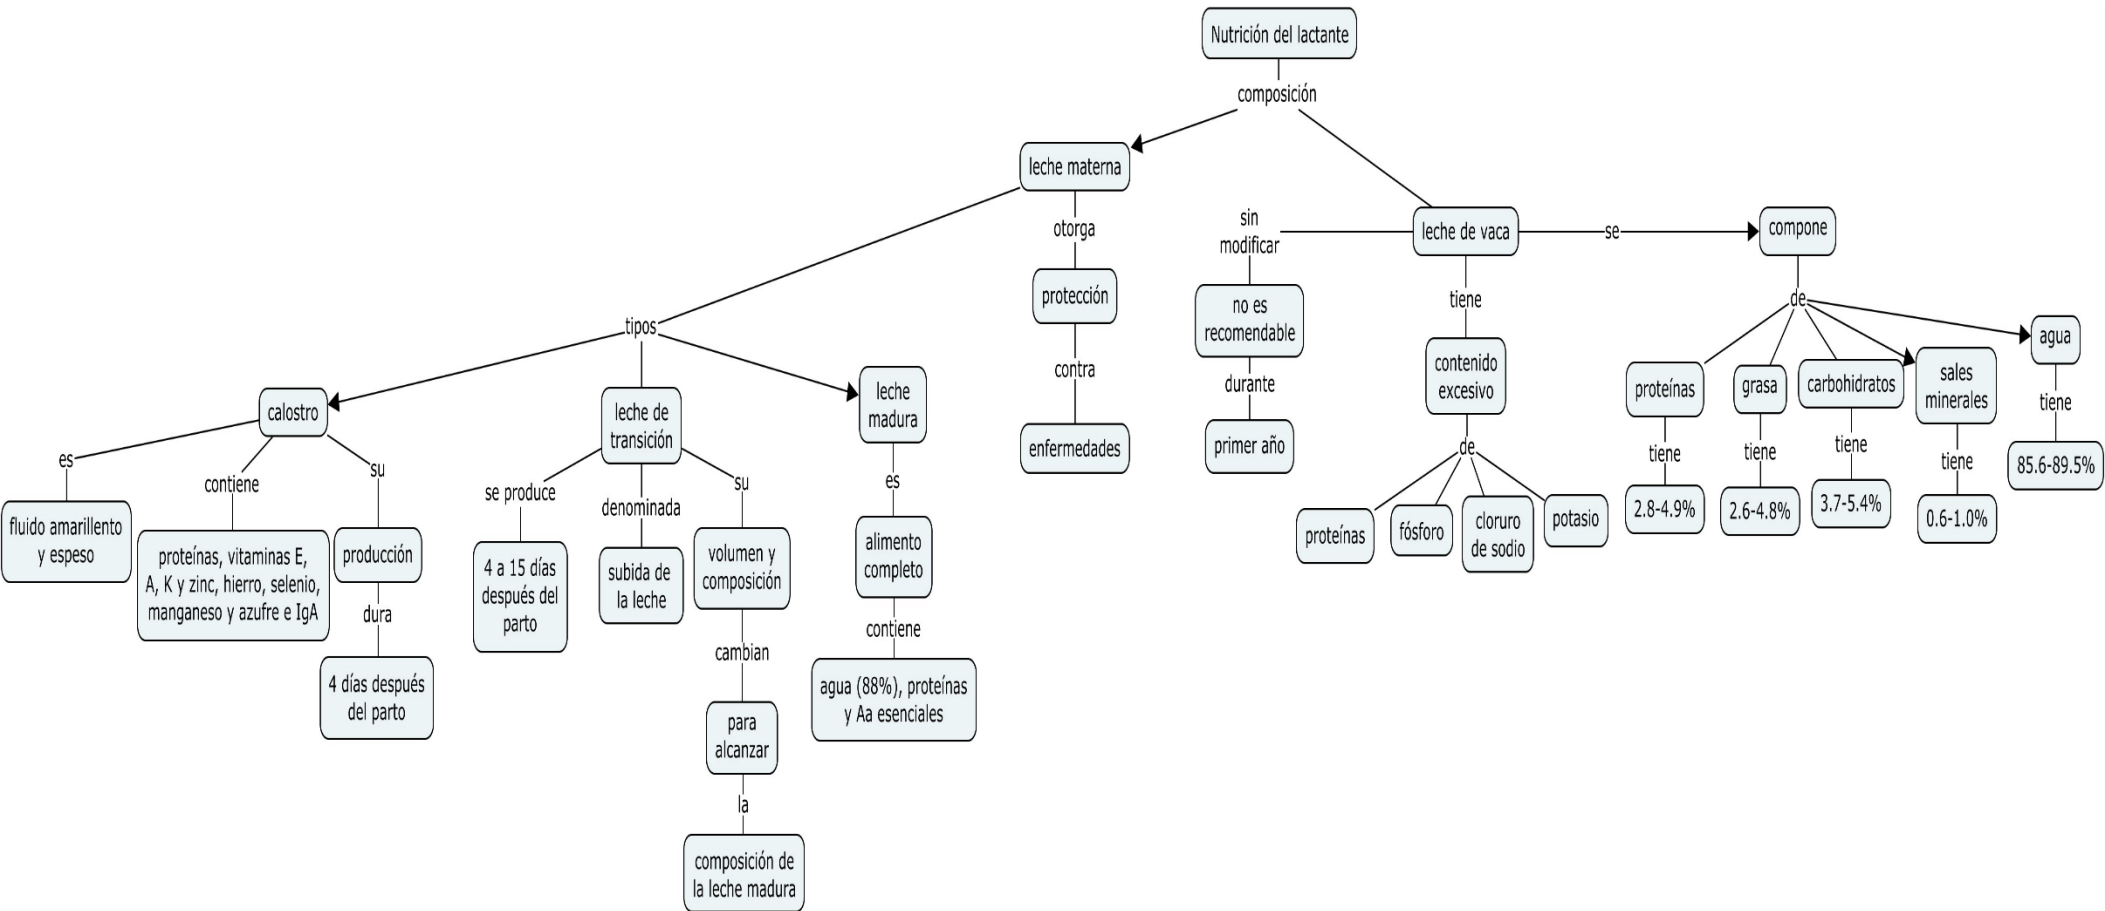 Nutrición del lactante
composición
leche materna
otorga
protección
contra
enfermedades
tipos
calostro
es
fluido amarillento
y espeso
contiene
proteínas, vitaminas E,
A, K y zinc, hierro, selenio,
manganeso y azufre e IgA
su
producción
dura
4 días después
del parto
leche de
transición
se produce
4 a 15 días
después del
parto
denominada
subida de
la leche
su
volumen y
composición
cambian
para
alcanzar
la
composición de
la leche madura
leche
madura
es
alimento
completo
contiene
agua (88%), proteínas
y Aa esenciales
leche de vaca
sin
modificar
no es
recomendable
durante
primer año
tiene
contenido
excesivo
de
proteínas
fósforo
cloruro
de sodio
potasio
se
compone
de
proteínas
tiene
2.8-4.9%
grasa
tiene
2.6-4.8%
carbohidratos
tiene
3.7-5.4%
sales
minerales
tiene
0.6-1.0%
agua
tiene
85.6-89.5%